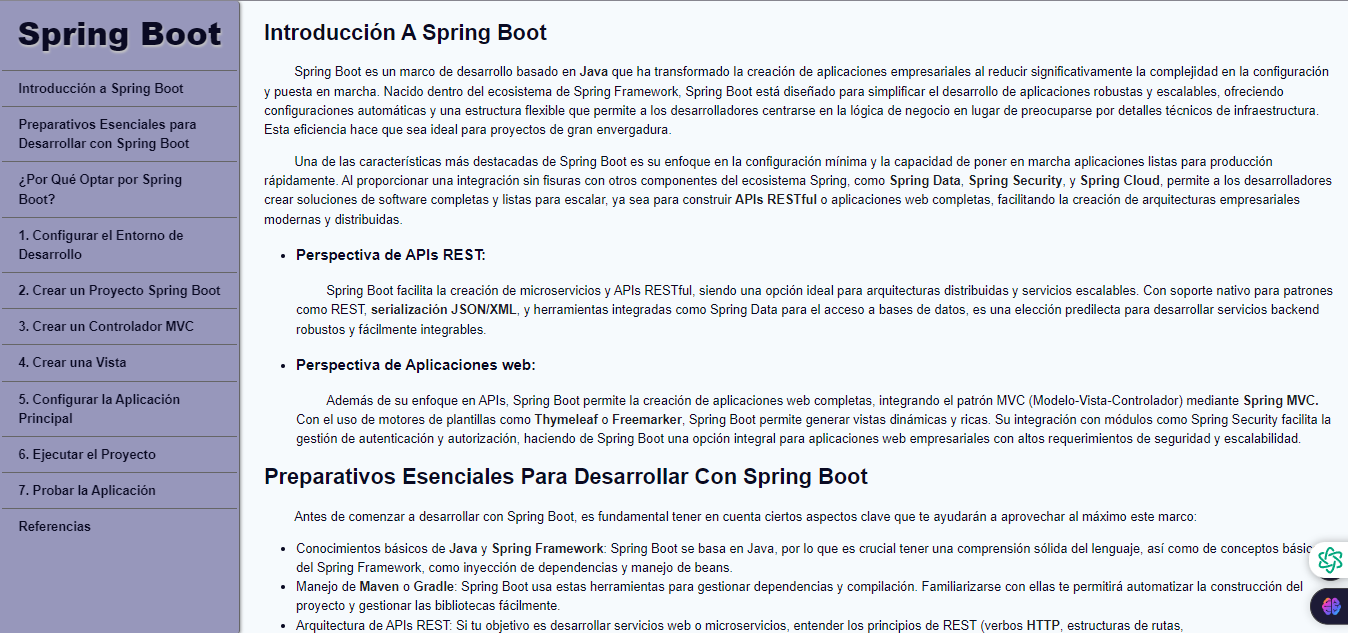 Spring Boot
Introducción a Spring Boot
Preparativos Esenciales para
Desarrollar con Spring Boot
¿Por Qué Optar por Spring
Boot?
1. Configurar el Entorno de
Desarrollo
2. Crear un Proyecto Spring Boot
3. Crear un Controlador MVC
4. Crear una Vista
5. Configurar la Aplicación
Principal
6. Ejecutar el Proyecto
7. Probar la Aplicación
Referencias
Introducción A Spring Boot
Spring Boot es un marco de desarrollo basado en Java que ha transformado la creación de aplicaciones empresariales al reducir significativamente la complejidad en la configuración
y puesta en marcha. Nacido dentro del ecosistema de Spring Framework, Spring Boot está diseñado para simplificar el desarrollo de aplicaciones robustas y escalables, ofreciendo
configuraciones automáticas y una estructura flexible que permite a los desarrolladores centrarse en la lógica de negocio en lugar de preocuparse por detalles técnicos de infraestructura.
Esta eficiencia hace que sea ideal para proyectos de gran envergadura.
Una de las características más destacadas de Spring Boot es su enfoque en la configuración mínima y la capacidad de poner en marcha aplicaciones listas para producción
rápidamente. Al proporcionar una integración sin fisuras con otros componentes del ecosistema Spring, como Spring Data, Spring Security, y Spring Cloud, permite a los desarrolladores
crear soluciones de software completas y listas para escalar, ya sea para construir APIs RESTful o aplicaciones web completas, facilitando la creación de arquitecturas empresariales
modernas y distribuidas.
• Perspectiva de APIs REST:
Spring Boot facilita la creación de microservicios y APIs RESTful, siendo una opción ideal para arquitecturas distribuidas y servicios escalables. Con soporte nativo para patrones
como REST, serialización JSON/XML, y herramientas integradas como Spring Data para el acceso a bases de datos, es una elección predilecta para desarrollar servicios backend
robustos y fácilmente integrables.
• Perspectiva de Aplicaciones web:
Además de su enfoque en APIs, Spring Boot permite la creación de aplicaciones web completas, integrando el patrón MVC (Modelo-Vista-Controlador) mediante Spring MVC.
Con el uso de motores de plantillas como Thymeleaf o Freemarker, Spring Boot permite generar vistas dinámicas y ricas. Su integración con módulos como Spring Security facilita la
gestión de autenticación y autorización, haciendo de Spring Boot una opción integral para aplicaciones web empresariales con altos requerimientos de seguridad y escalabilidad.
Preparativos Esenciales Para Desarrollar Con Spring Boot
Antes de comenzar a desarrollar con Spring Boot, es fundamental tener en cuenta ciertos aspectos clave que te ayudarán a aprovechar al máximo este marco:
• Conocimientos básicos de Java y Spring Framework: Spring Boot se basa en Java, por lo que es crucial tener una comprensión sólida del lenguaje, así como de conceptos básic
del Spring Framework, como inyección de dependencias y manejo de beans.
• Manejo de Maven o Gradle: Spring Boot usa estas herramientas para gestionar dependencias y compilación. Familiarizarse con ellas te permitirá automatizar la construcción del
proyecto y gestionar las bibliotecas fácilmente.
• Arquitectura de APIs REST: Si tu objetivo es desarrollar servicios web o microservicios, entender los principios de REST (verbos HTTP, estructuras de rutas,